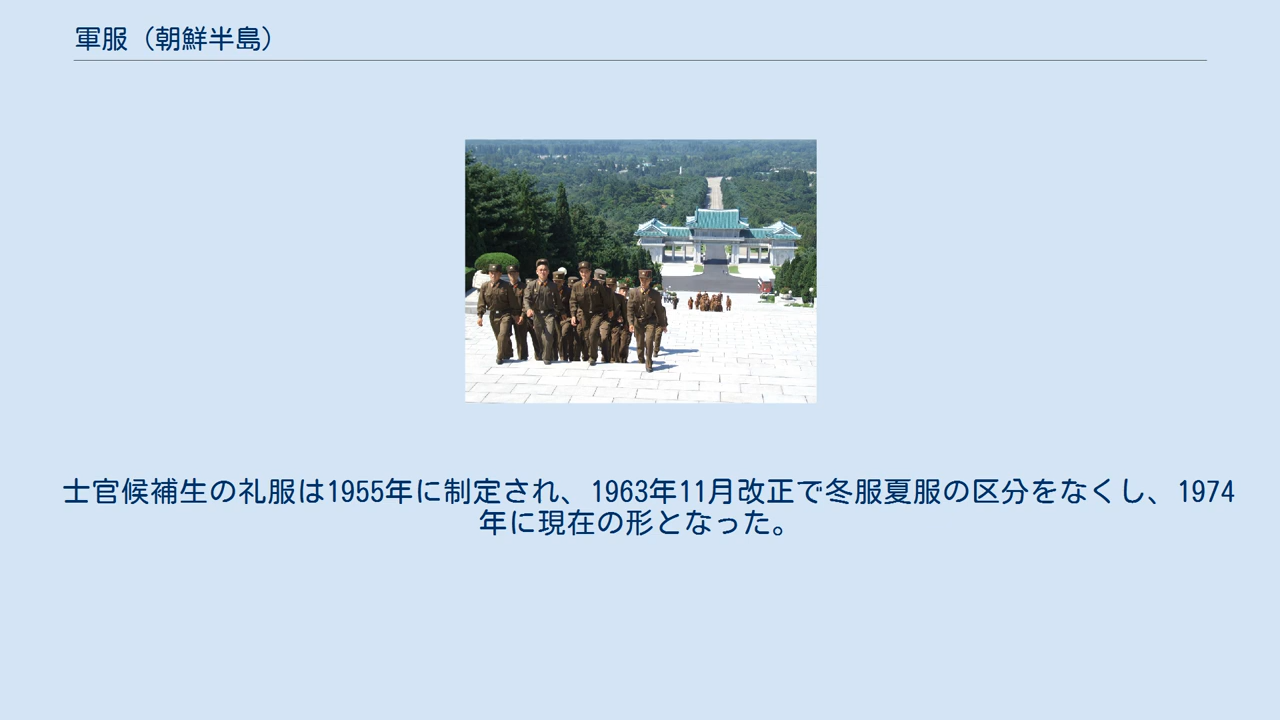 軍服（朝鮮半島）
士官候補生の礼服は1955年に制定され、1963年11月改正で冬服夏服の区分をなくし、1974
年に現在の形となった。